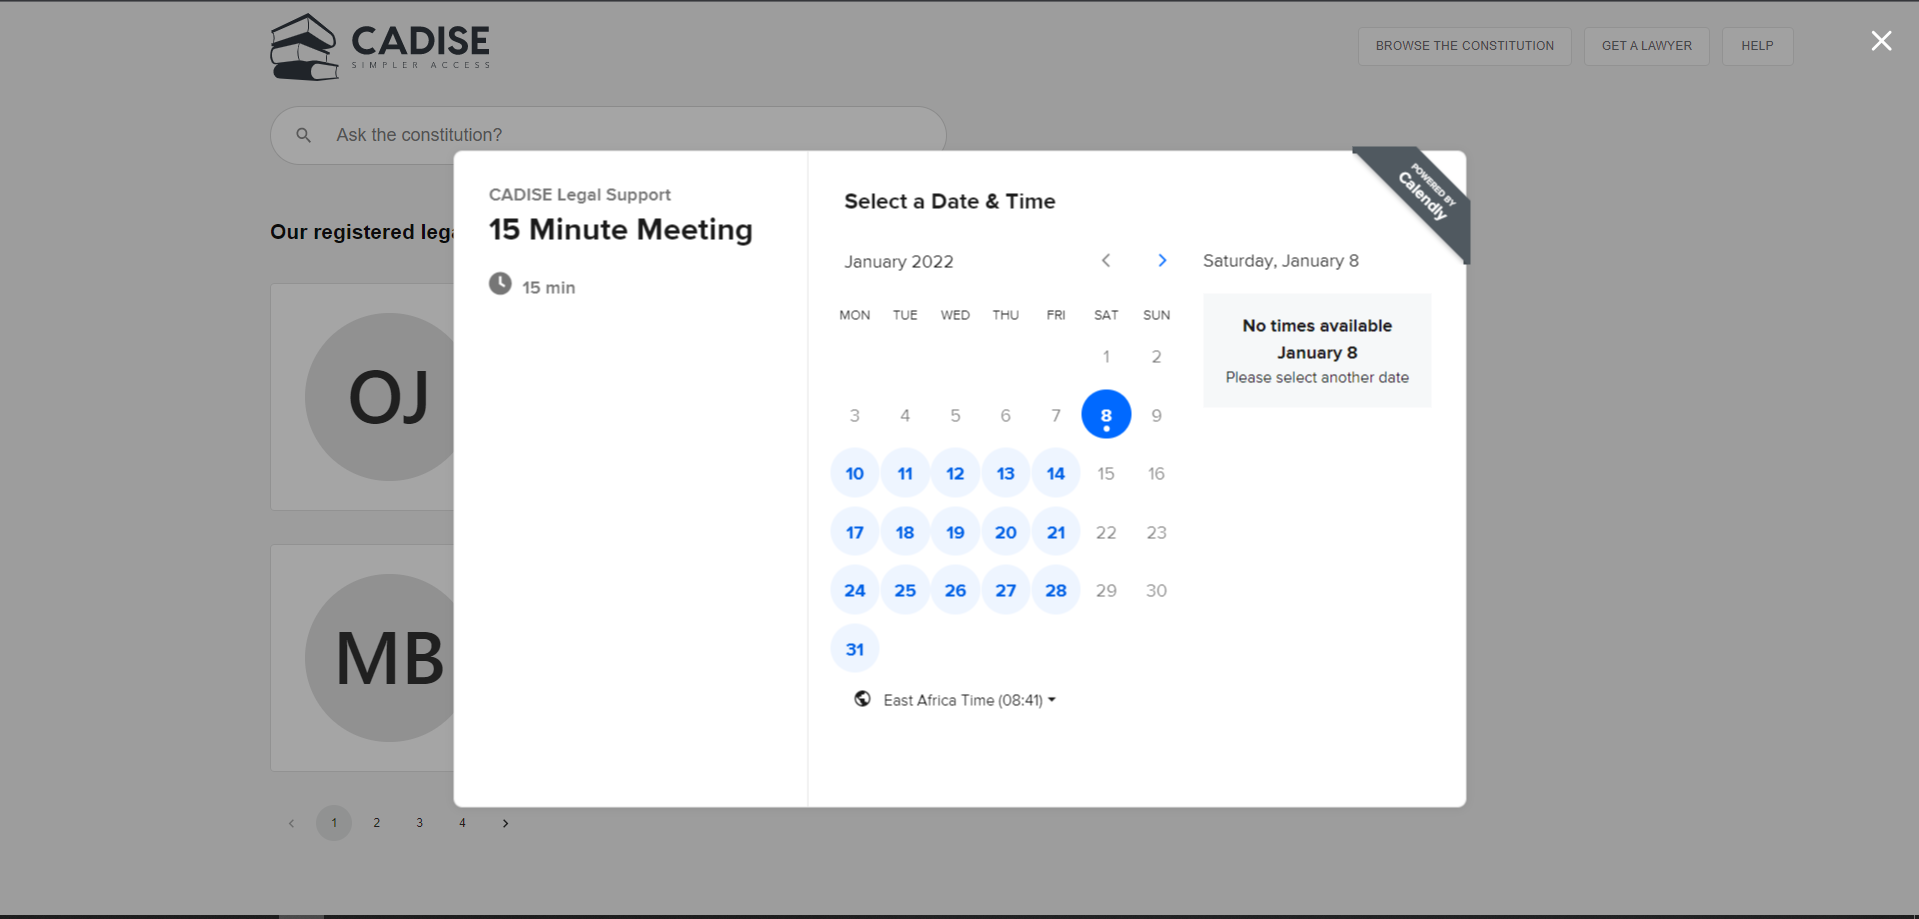 CADISE
SIMPLER ACCESS
BROWSE THE CONSTITUTION
GET A LAWYER
HELP
Ask the constitution?
Our registered lega
OJ
MB
1 2 3 4
CADISE Legal Support
15 Minute Meeting
15 min
Select a Date & Time
January 2022
MON TUE WED THU FRI SAT SUN
1 2
3 4 5 6 7 8 9
10 11 12 13 14 15 16
17 18 19 20 21 22 23
24 25 26 27 28 29 30
31
East Africa Time (08:41)
Saturday, January 8
No times available
January 8
Please select another date
POWERED BY
Calendly